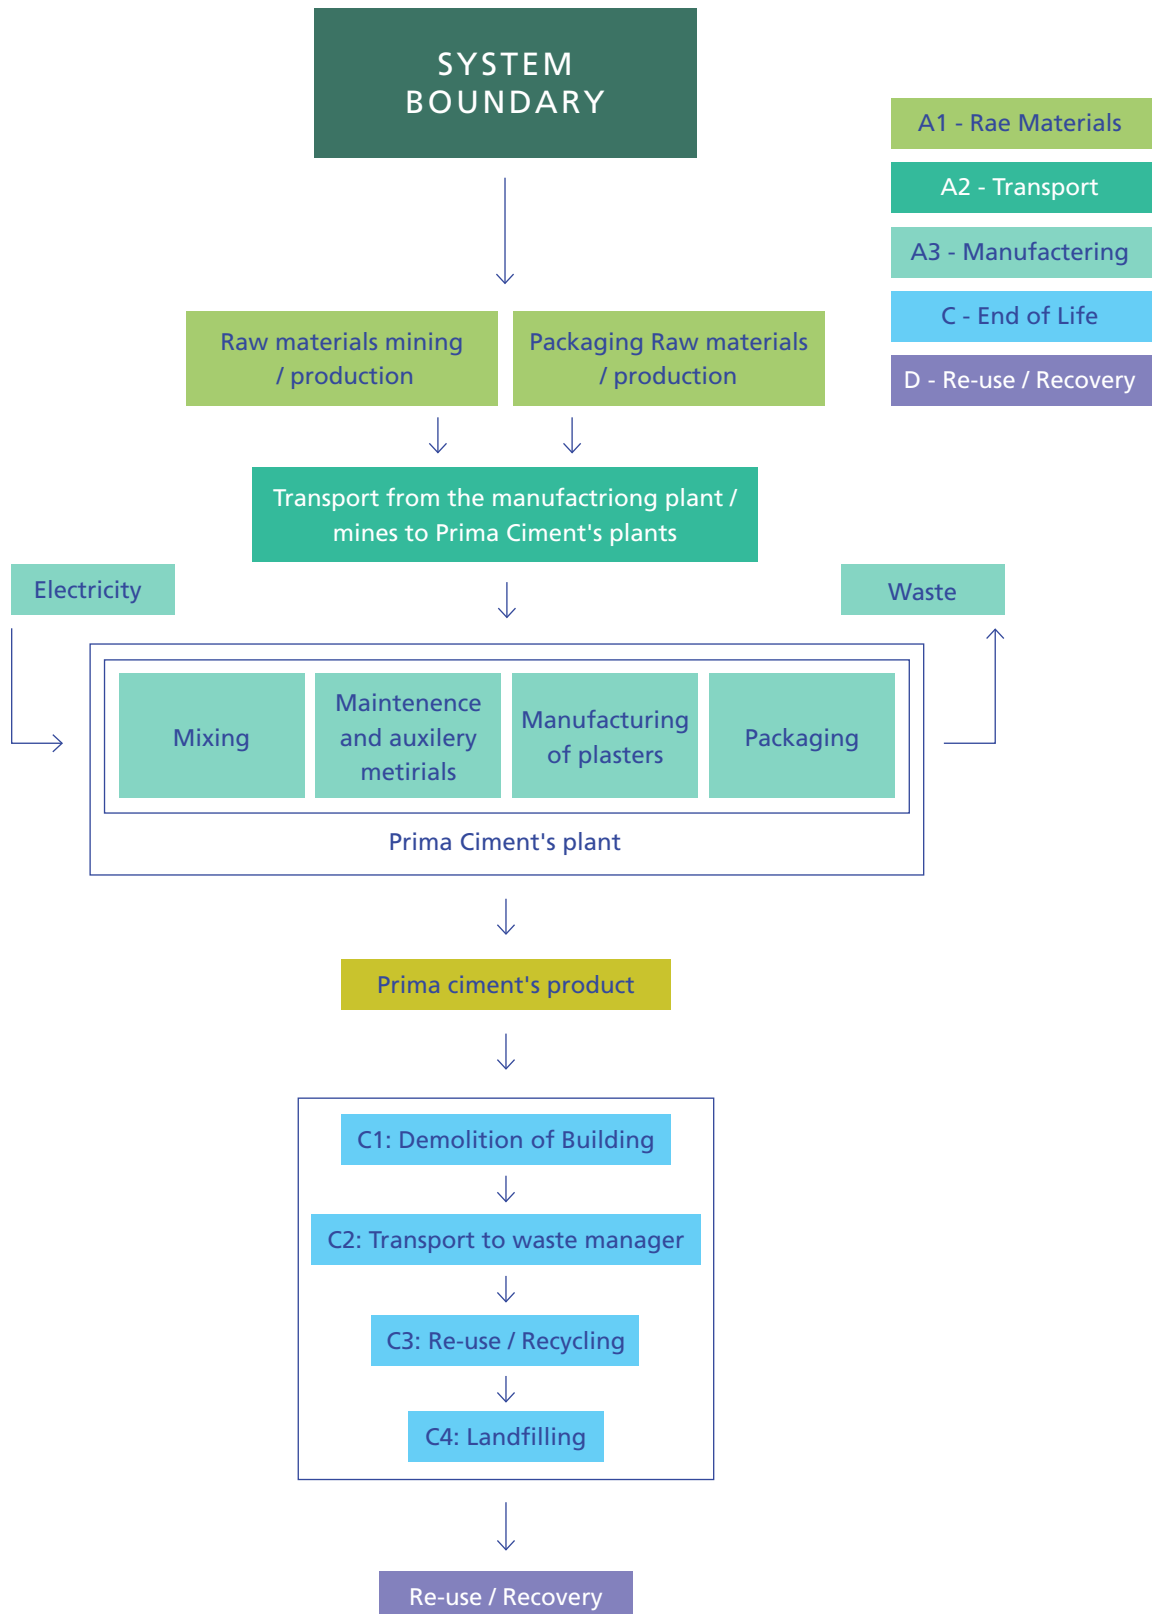 SYSTEM
BOUNDARY
A1 - Rae Materials
A2 - Transport
A3 - Manufactering
C - End of Life
D - Re-use / Recovery
Raw materials mining
/ production
Packaging Raw materials
/ production
Transport from the manufactriong plant /
mines to Prima Ciment's plants
Electricity
Waste
Mixing
Maintenence
and auxilery
metirials
Manufacturing
of plasters
Packaging
Prima Ciment's plant
Prima ciment's product
C1: Demolition of Building
C2: Transport to waste manager
C3: Re-use / Recycling
C4: Landfilling
Re-use / Recovery